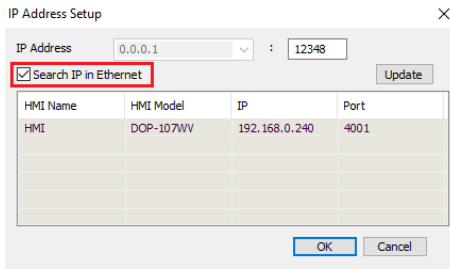 IP Address Setup
IP Address 0.0.0.1 : 12348
Search IP in Ethernet Update
HMI Name HMI Model IP Port
HMI DOP-107WV 192.168.0.240 4001
OK Cancel